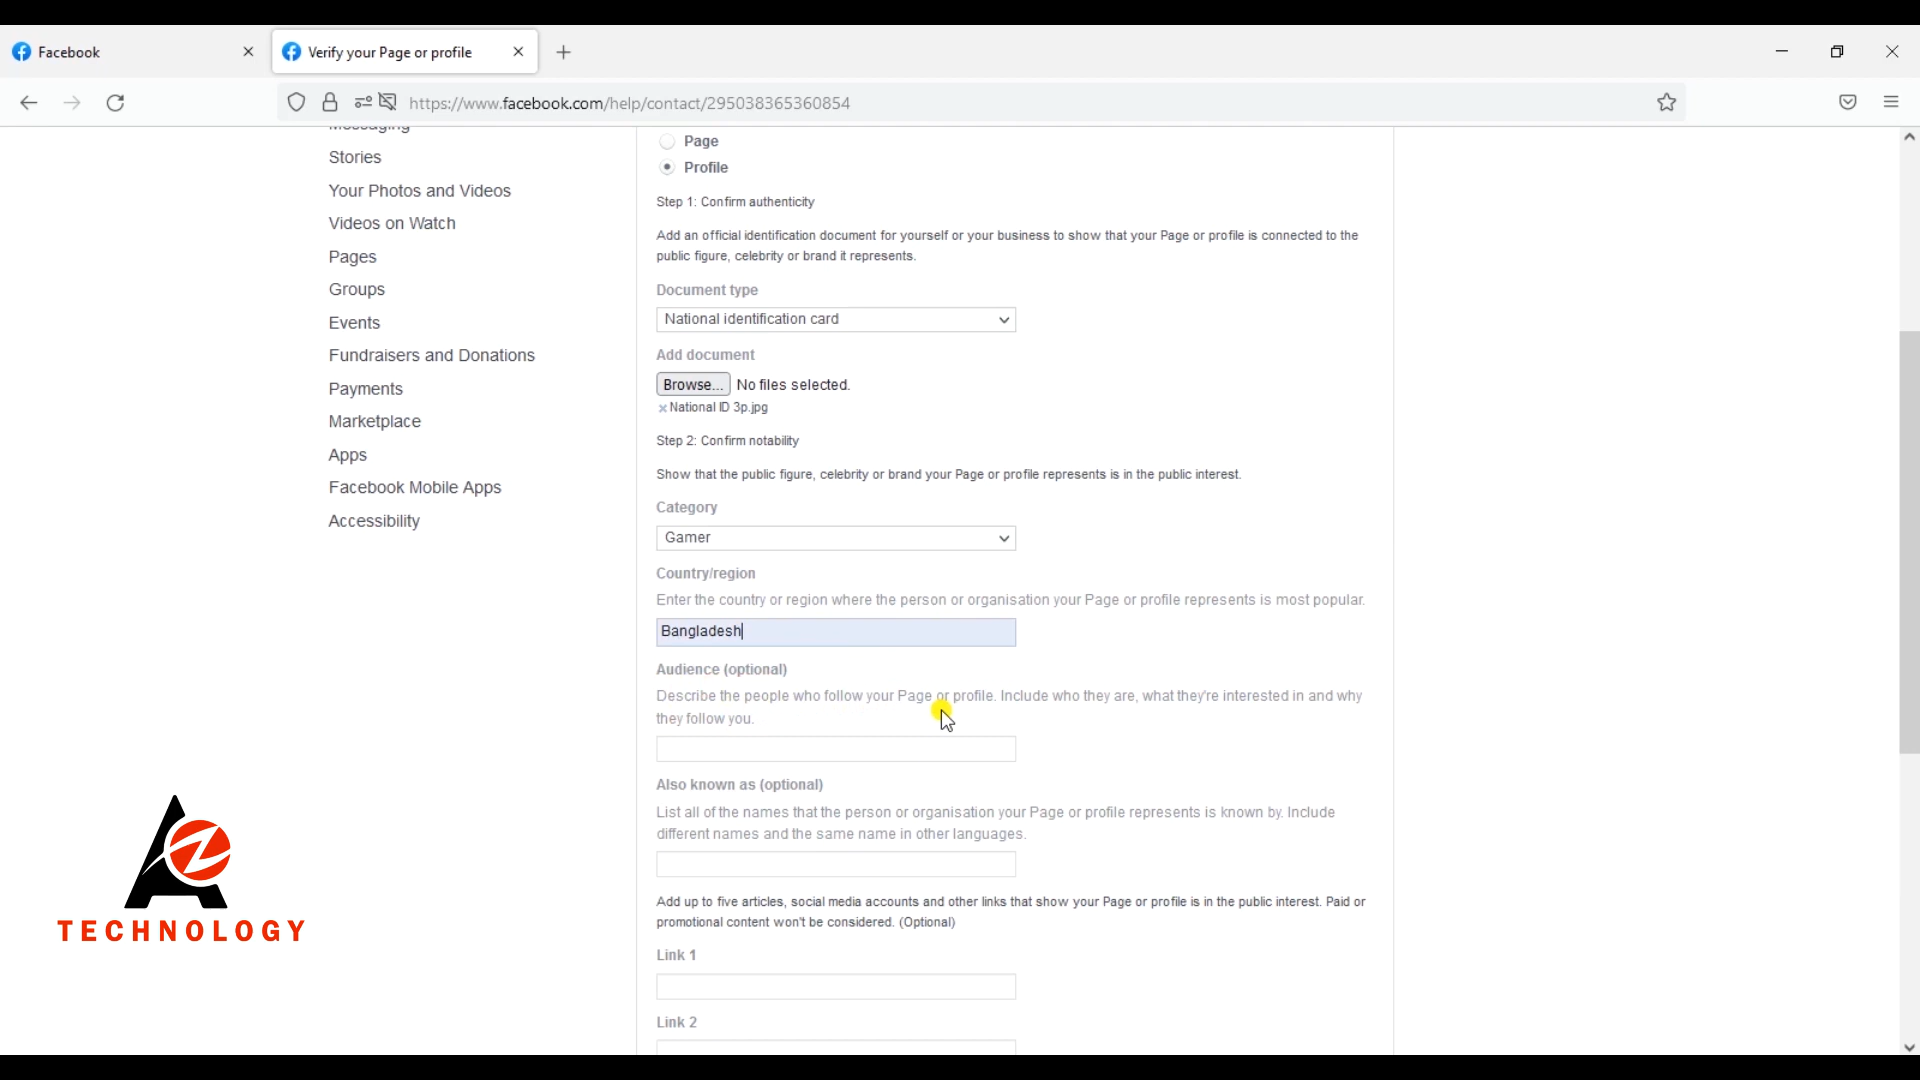 Facebook
Verify your Page or profile
https://www.facebook.com/help/contact/295038365360854
Messaging
Stories
Your Photos and Videos
Videos on Watch
Pages
Groups
Events
Fundraisers and Donations
Payments
Marketplace
Apps
Facebook Mobile Apps
Accessibility
Page
Profile
Step 1: Confirm authenticity
Add an official identification document for yourself or your business to show that your Page or profile is connected to the
public figure, celebrity or brand it represents.
Document type
National identification card
Add document
Browse... No files selected.
National ID 3p.jpg
Step 2: Confirm notability
Show that the public figure, celebrity or brand your Page or profile represents is in the public interest.
Category
Gamer
Country/region
Enter the country or region where the person or organisation your Page or profile represents is most popular.
Bangladesh
Audience (optional)
Describe the people who follow your Page or profile. Include who they are, what they're interested in and why
they follow you.
Also known as (optional)
List all of the names that the person or organisation your Page or profile represents is known by. Include
different names and the same name in other languages.
Add up to five articles, social media accounts and other links that show your Page or profile is in the public interest. Paid or
promotional content won't be considered. (Optional)
Link 1
Link 2
AZ
TECHNOLOGY